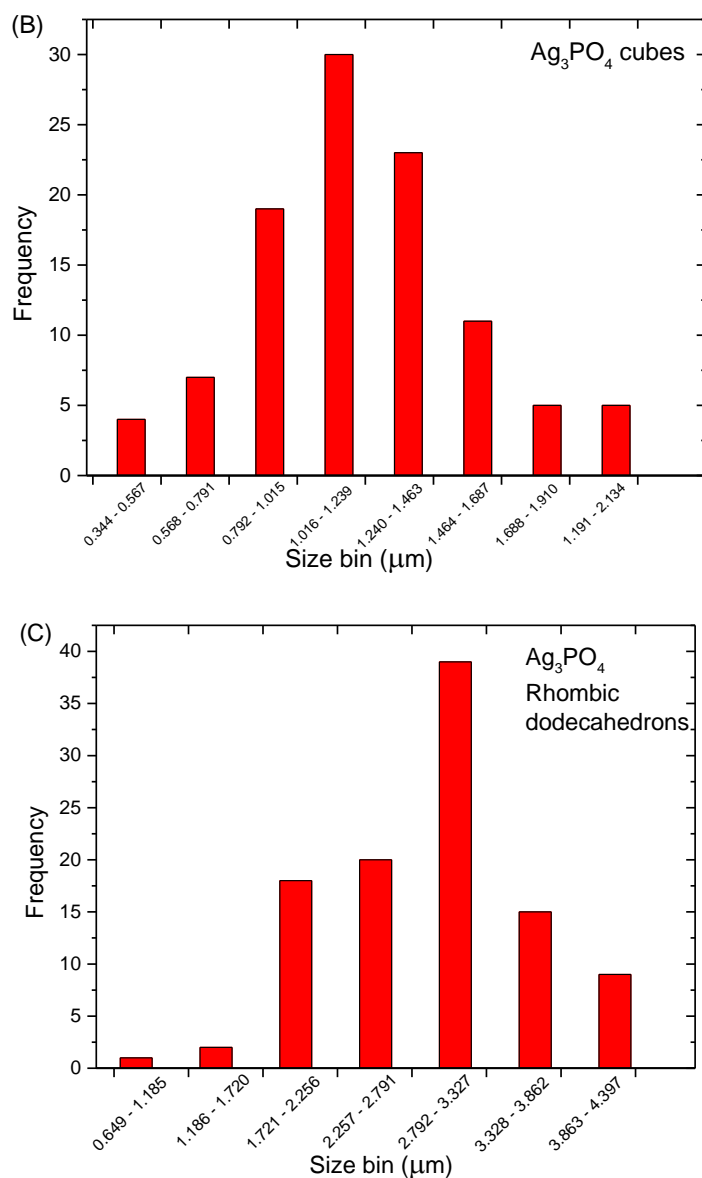 (B)
Ag₃PO₄ cubes
30
25
20
15
10
5
0
Frequency
0.344 - 0.567
0.568 - 0.791
0.792 - 1.015
1.016 - 1.239
1.240 - 1.463
1.464 - 1.687
1.688 - 1.910
1.191 - 2.134
Size bin (μm)
(C)
Ag₃PO₄
Rhombic
dodecahedrons
40
35
30
25
20
15
10
5
0
Frequency
0.649 - 1.185
1.186 - 1.720
1.721 - 2.256
2.257 - 2.791
2.792 - 3.327
3.328 - 3.862
3.863 - 4.397
Size bin (μm)